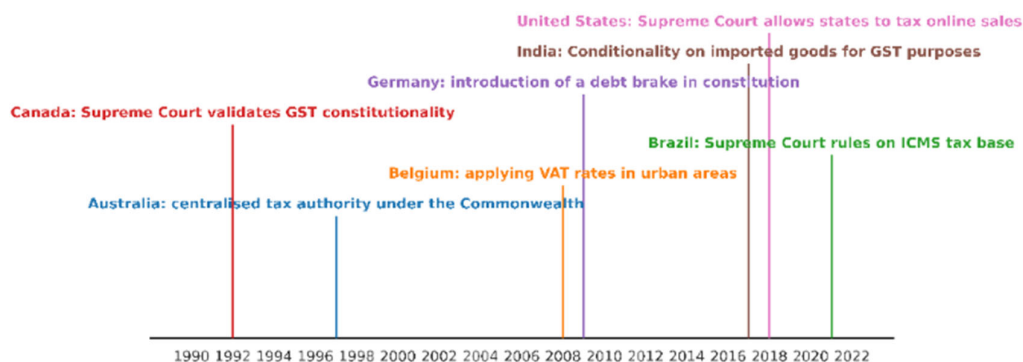 United States: Supreme Court allows states to tax online sales
India: Conditionality on imported goods for GST purposes
Germany: introduction of a debt brake in constitution
Canada: Supreme Court validates GST constitutionality
Brazil: Supreme Court rules on ICMS tax base
Belgium: applying VAT rates in urban areas
Australia: centralised tax authority under the Commonwealth
1990 1992 1994 1996 1998 2000 2002 2004 2006 2008 2010 2012 2014 2016 2018 2020 2022